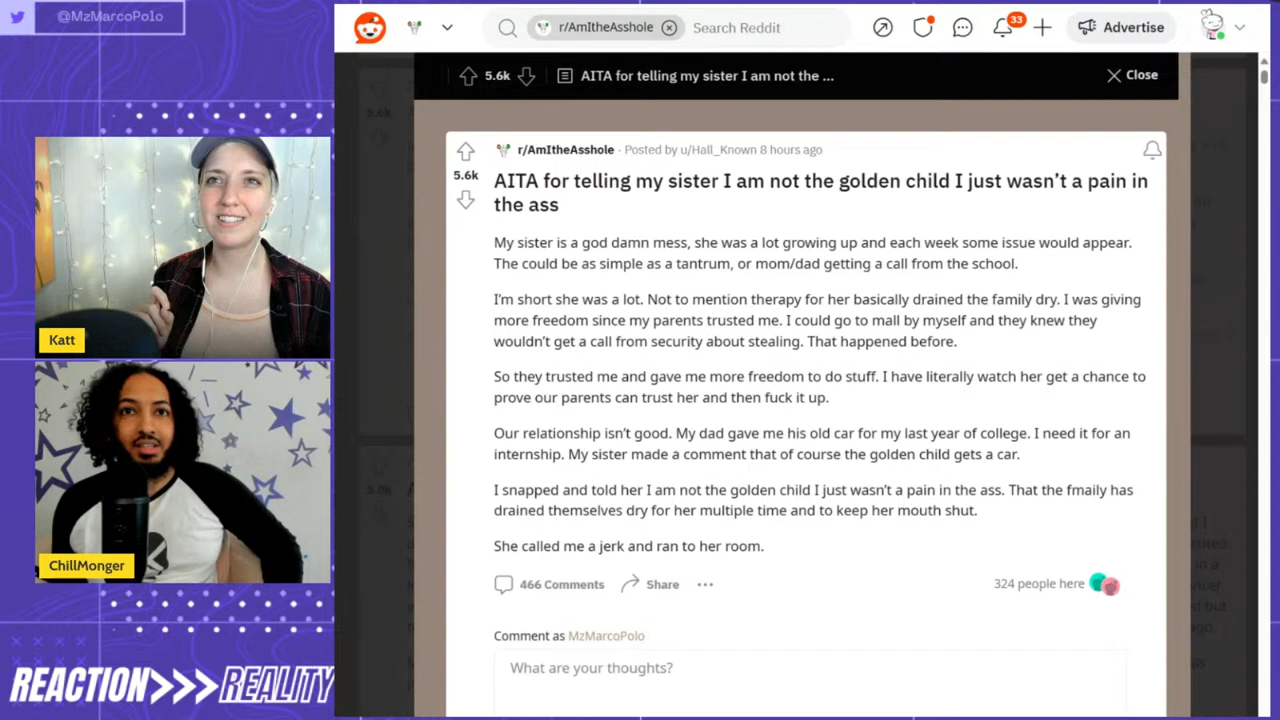 @MzMarcoPolo
r/AmItheAsshole
Search Reddit
33
Advertise
5.6k
AITA for telling my sister I am not the ...
Close
r/AmItheAsshole · Posted by u/Hall_Known 8 hours ago
5.6k
AITA for telling my sister I am not the golden child I just wasn’t a pain in
the ass
My sister is a god damn mess, she was a lot growing up and each week some issue would appear.
The could be as simple as a tantrum, or mom/dad getting a call from the school.
I’m short she was a lot. Not to mention therapy for her basically drained the family dry. I was giving
more freedom since my parents trusted me. I could go to mall by myself and they knew they
wouldn’t get a call from security about stealing. That happened before.
So they trusted me and gave me more freedom to do stuff. I have literally watch her get a chance to
prove our parents can trust her and then fuck it up.
Our relationship isn’t good. My dad gave me his old car for my last year of college. I need it for an
internship. My sister made a comment that of course the golden child gets a car.
I snapped and told her I am not the golden child I just wasn’t a pain in the ass. That the fmaily has
drained themselves dry for her multiple time and to keep her mouth shut.
She called me a jerk and ran to her room.
466 Comments
Share
324 people here
Comment as MzMarcoPolo
What are your thoughts?
Katt
ChillMonger
REACTION>>>REALITY